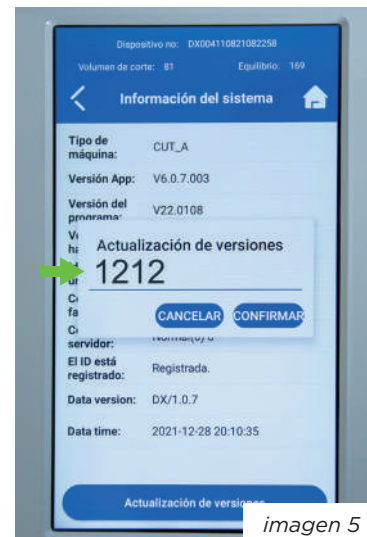 Dispositivo no: DX004110821082258
Volumen de corte: 81 Equilibrio: 169
Información del sistema
Tipo de máquina: CUT_A
Versión App: V6.0.7.003
Versión del programa: V22.0108
Actualización de versiones
1212
CANCELAR CONFIRMAR
servidor: Normal(5) 0
El ID está registrado: Registrada.
Data version: DX/1.0.7
Data time: 2021-12-28 20:10:35
Actualización de versiones
imagen 5